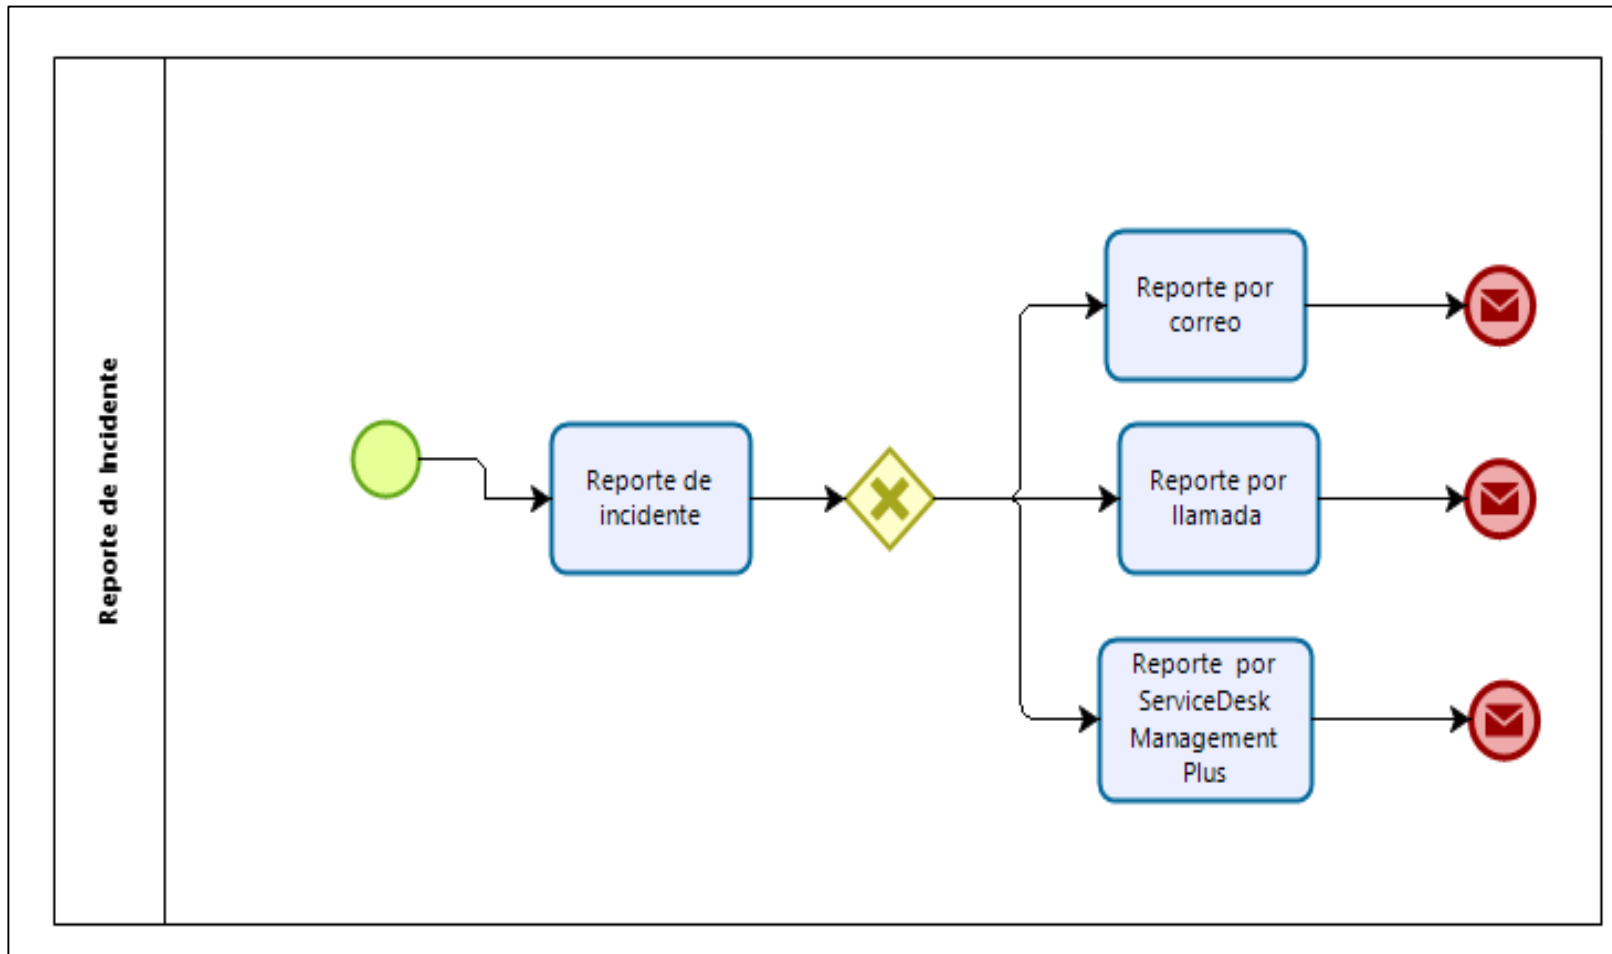 Reporte de Incidente
Reporte de
incidente
Reporte por
correo
Reporte por
llamada
Reporte  por
ServiceDesk
Management
Plus